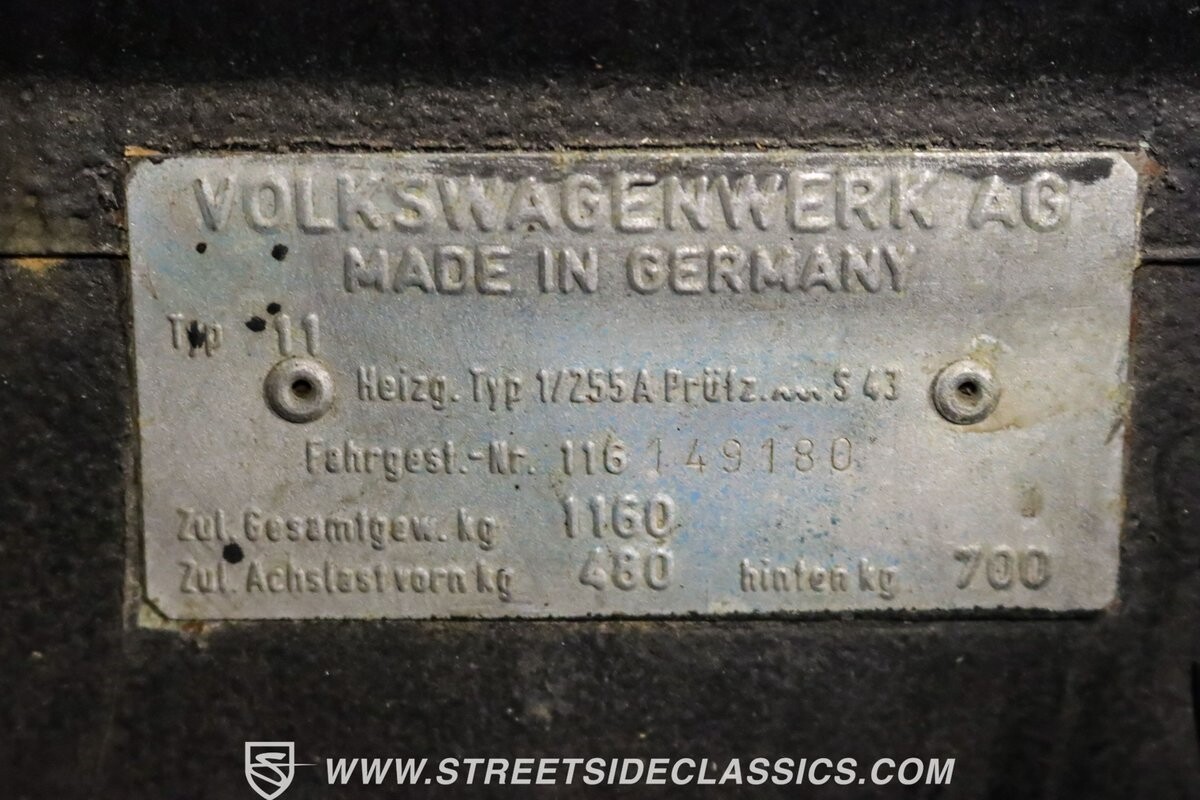 VOLKSWAGENWERK AG
MADE IN GERMANY
Typ 11
Heizg. Typ 1/255A Prüfz. S 43
Fahrgest.-Nr. 116 149180
Zul. Gesamtgew. kg 1160
Zul. Achslast vorn kg 480 hinten kg 700
WWW.STREETSIDECLASSICS.COM